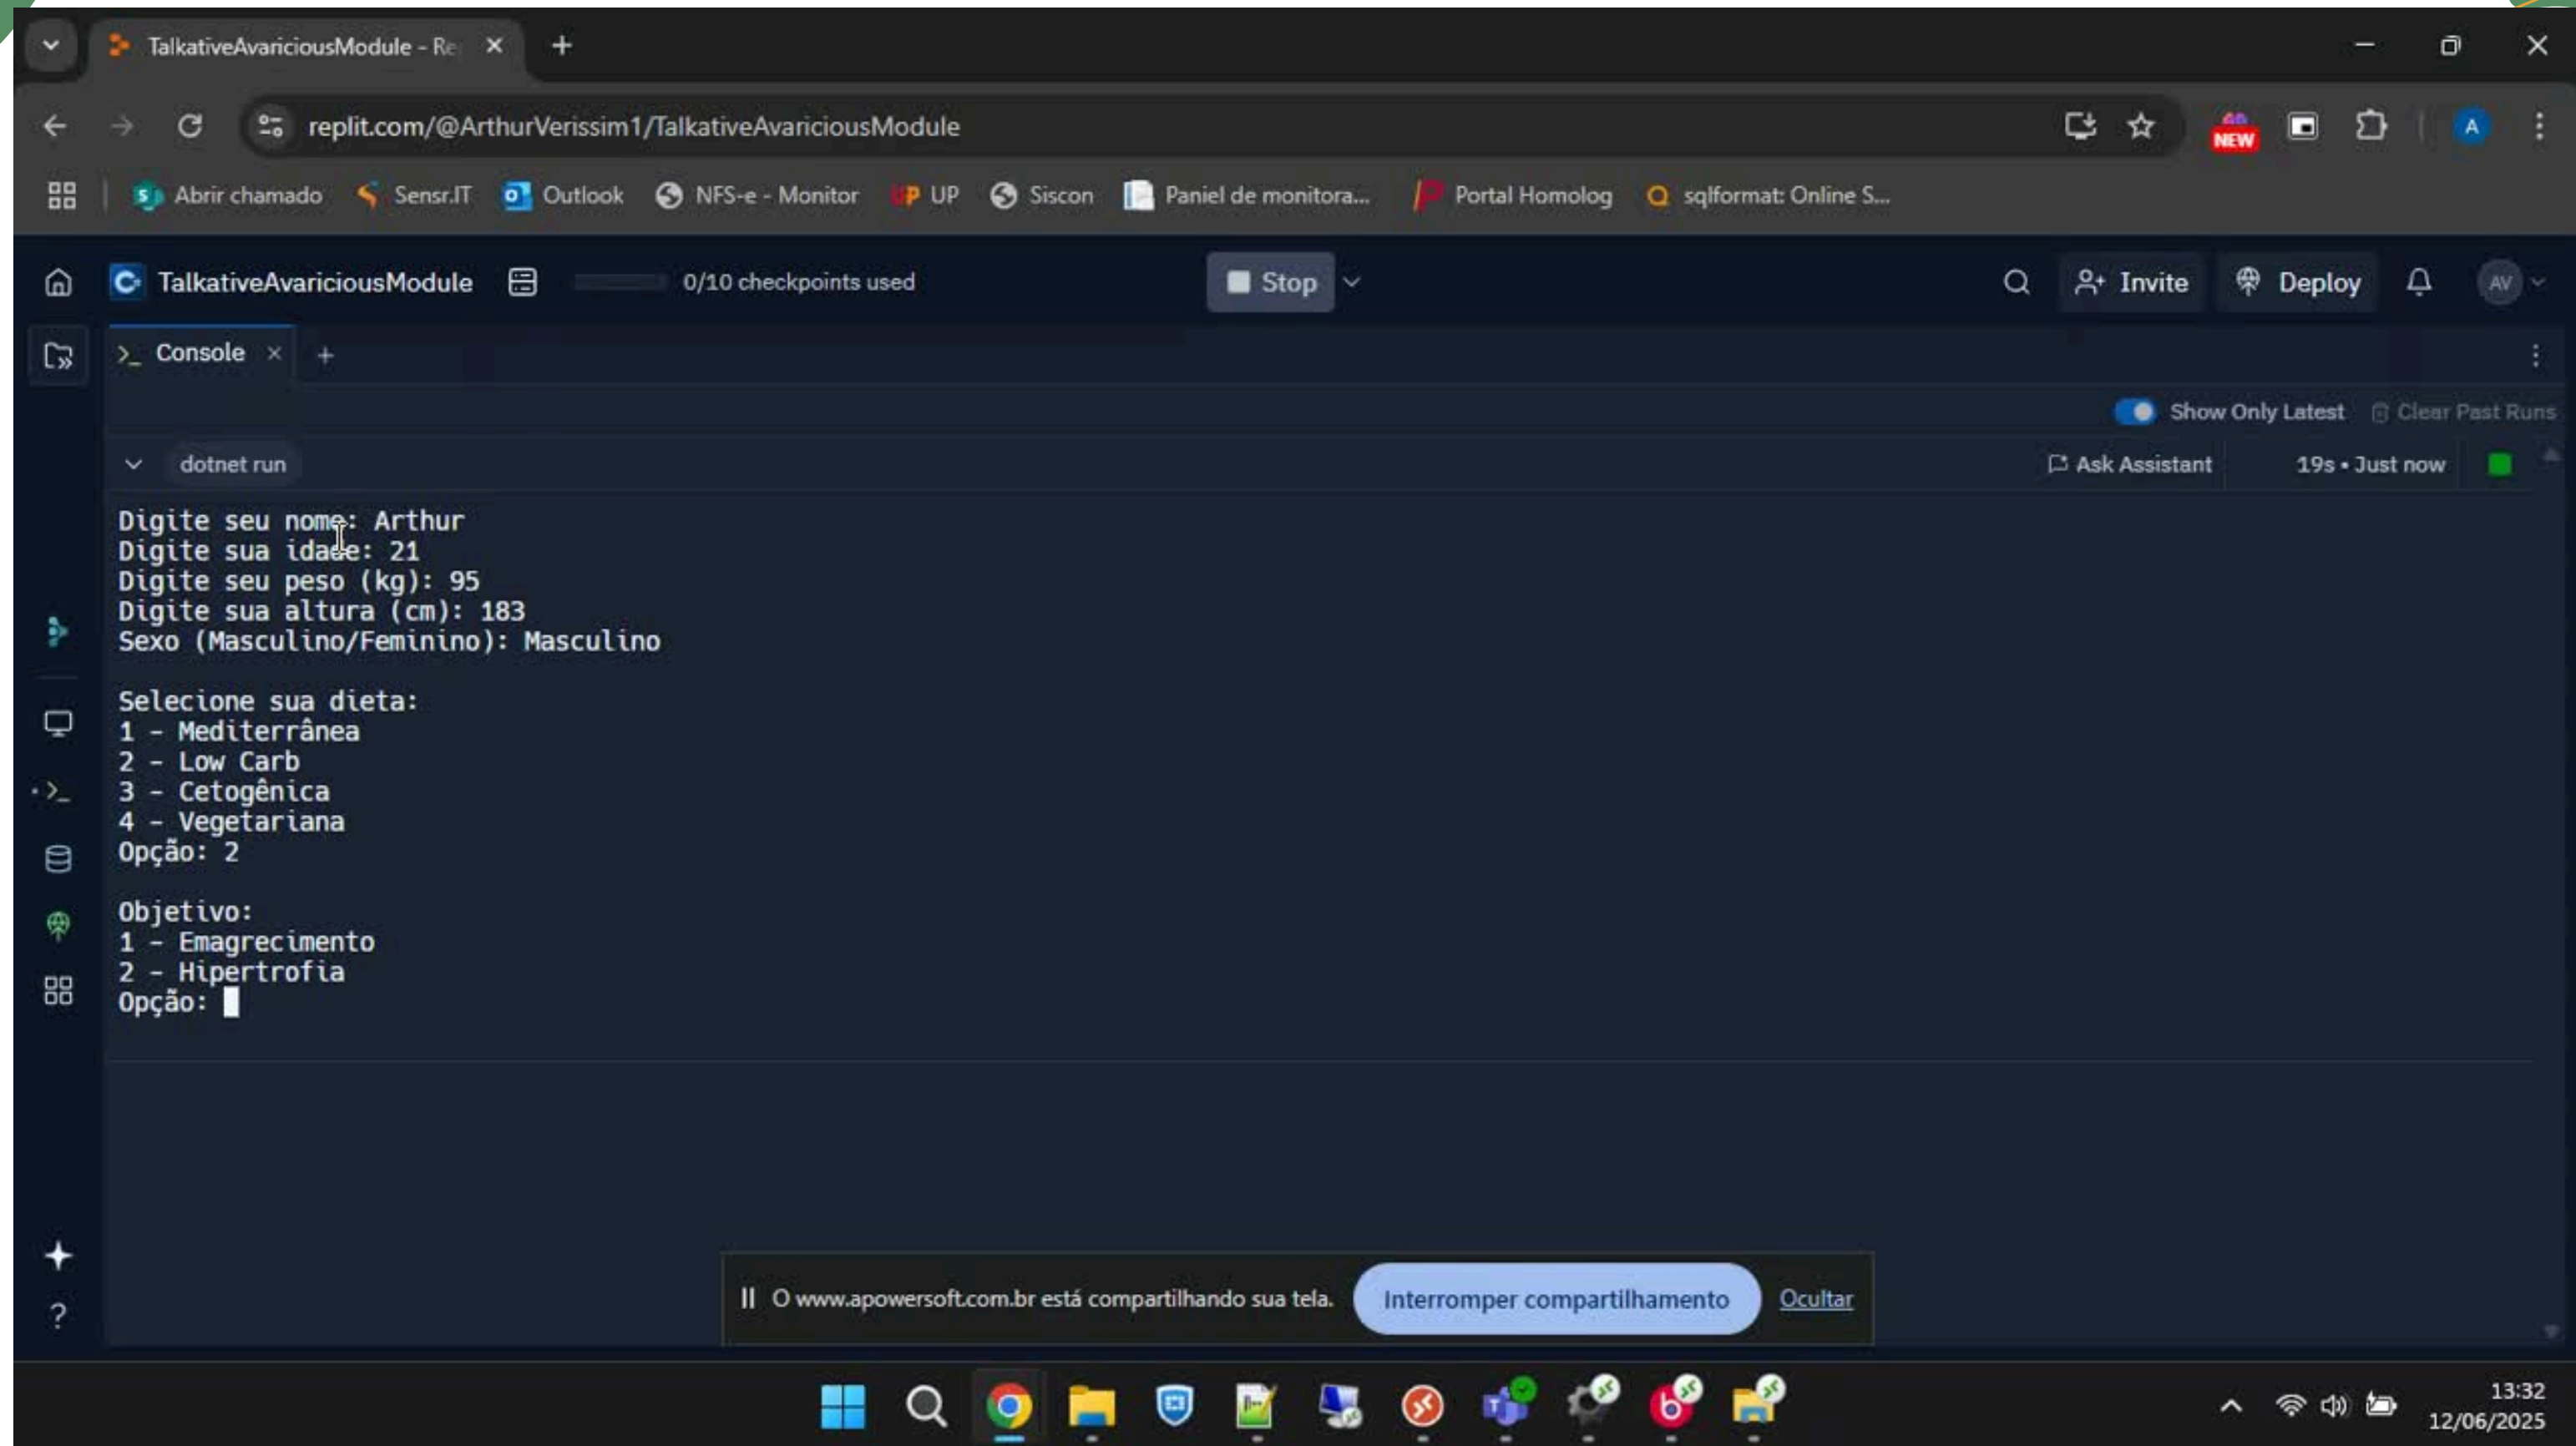 TalkativeAvariciousModule - Re
replit.com/@ArthurVerissim1/TalkativeAvariciousModule
NEW
A
Abrir chamado
Sensr.IT
Outlook
NFS-e - Monitor
UP UP
Siscon
Paniel de monitora...
Portal Homolog
sqlformat: Online S...
TalkativeAvariciousModule
0/10 checkpoints used
Stop
Invite
Deploy
AV
Console
Show Only Latest
Clear Past Runs
dotnet run
Ask Assistant
19s • Just now
Digite seu nome: Arthur
Digite sua idade: 21
Digite seu peso (kg): 95
Digite sua altura (cm): 183
Sexo (Masculino/Feminino): Masculino
Selecione sua dieta:
1 - Mediterrânea
2 - Low Carb
3 - Cetogênica
4 - Vegetariana
Opção: 2
Objetivo:
1 - Emagrecimento
2 - Hipertrofia
Opção:
O www.apowersoft.com.br está compartilhando sua tela.
Interromper compartilhamento
Ocultar
13:32
12/06/2025